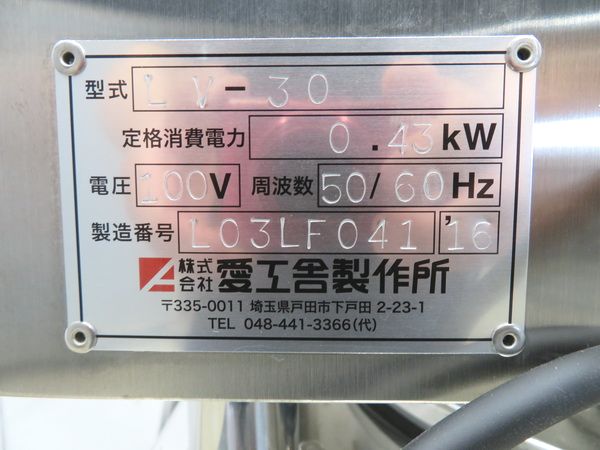 型式 LV-30
定格消費電力 0.43kW
電圧 100V 周波数 50/60Hz
製造番号 L03LF041 '16
株式会社 愛工舎製作所
〒335-0011 埼玉県戸田市下戸田 2-23-1
TEL 048-441-3366(代)